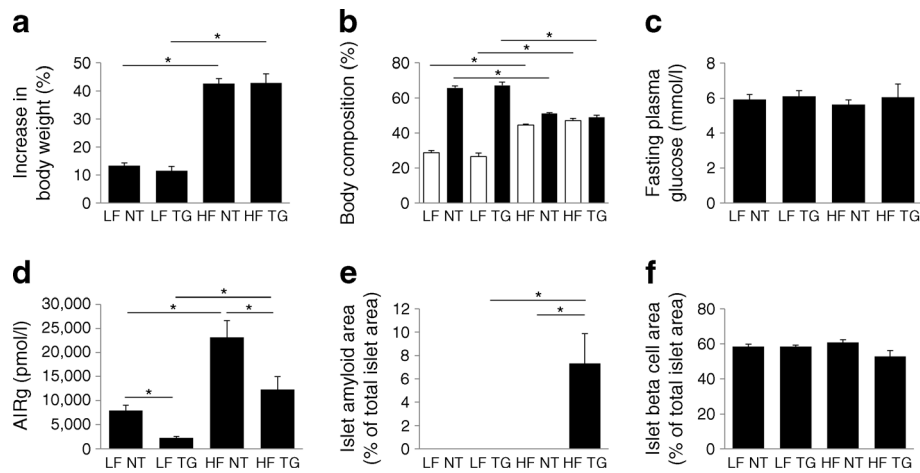 a
Increase in
body weight (%)
50
40
30
20
10
0
*
*
LF NT LF TG HF NT HF TG
b
Body composition (%)
80
60
40
20
0
*
*
*
*
LF NT LF TG HF NT HF TG
c
Fasting plasma
glucose (mmol/l)
8
6
4
2
0
LF NT LF TG HF NT HF TG
d
AIRg (pmol/l)
30,000
25,000
20,000
15,000
10,000
5,000
0
*
*
*
*
LF NT LF TG HF NT HF TG
e
Islet amyloid area
(% of total islet area)
12
10
8
6
4
2
0
*
*
LF NT LF TG HF NT HF TG
f
Islet beta cell area
(% of total islet area)
80
60
40
20
0
LF NT LF TG HF NT HF TG